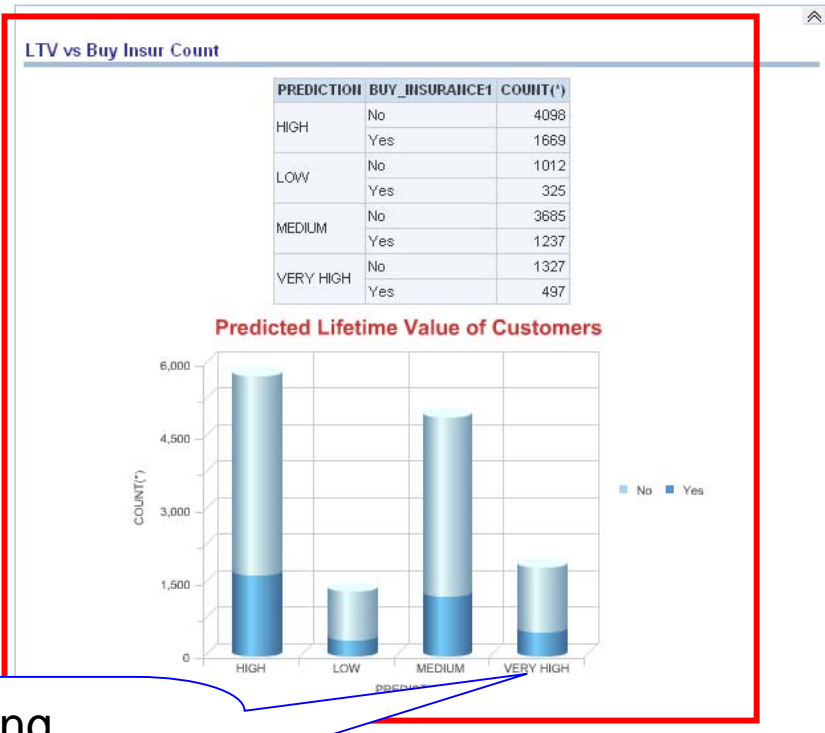 LTV vs Buy Insur Count
PREDICTION BUY_INSURANCE1 COUNT(*)
HIGH No 4098
Yes 1669
LOW No 1012
Yes 325
MEDIUM No 3685
Yes 1237
VERY HIGH No 1327
Yes 497
Predicted Lifetime Value of Customers
6,000
4,500
3,000
1,500
0
COUNT(*)
HIGH LOW MEDIUM VERY HIGH
No Yes